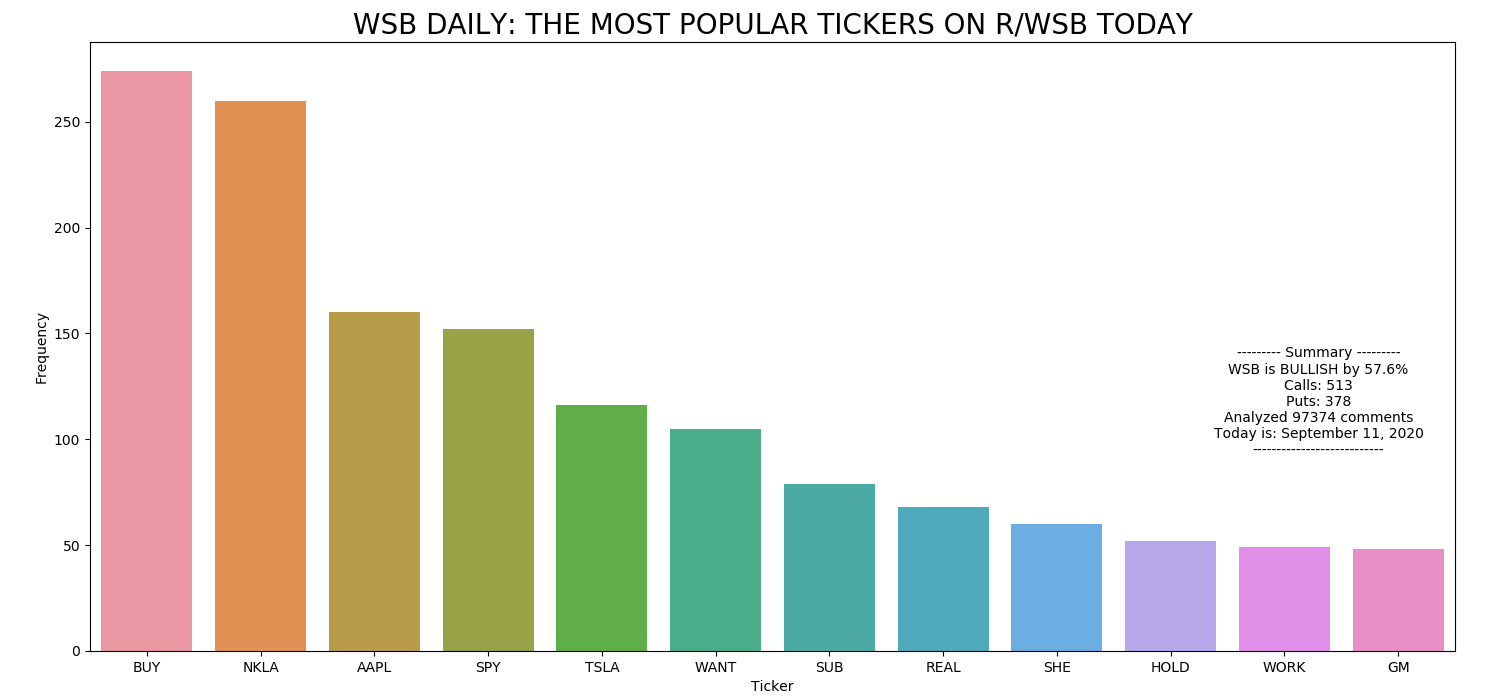 WSB DAILY: THE MOST POPULAR TICKERS ON R/WSB TODAY
Frequency
250
200
150
100
50
0
--------- Summary ---------
WSB is BULLISH by 57.6%
Calls: 513
Puts: 378
Analyzed 97374 comments
Today is: September 11, 2020
---------------------------
BUY NKLA AAPL SPY TSLA WANT SUB REAL SHE HOLD WORK GM
Ticker